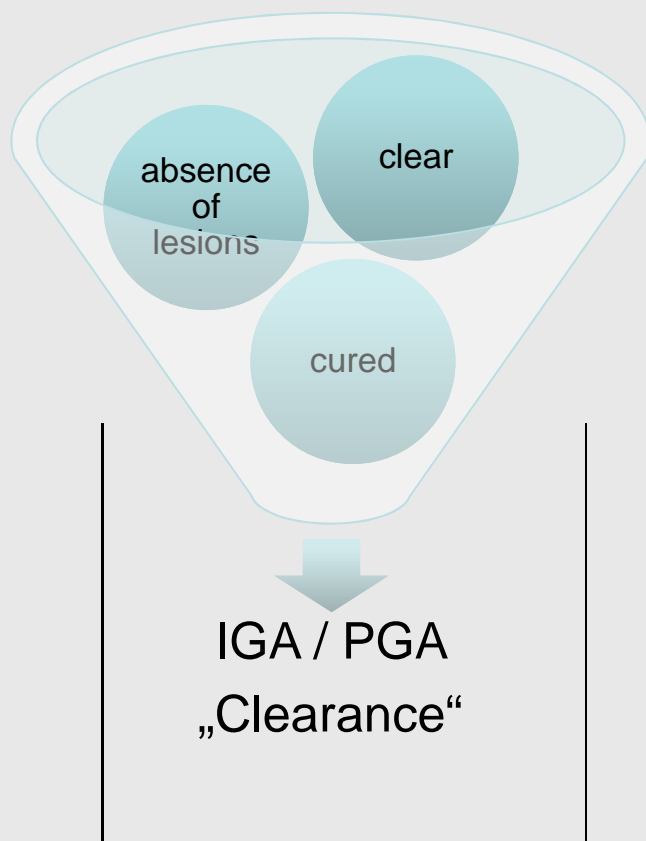 absence
of
lesions
clear
cured
IGA / PGA
„Clearance“